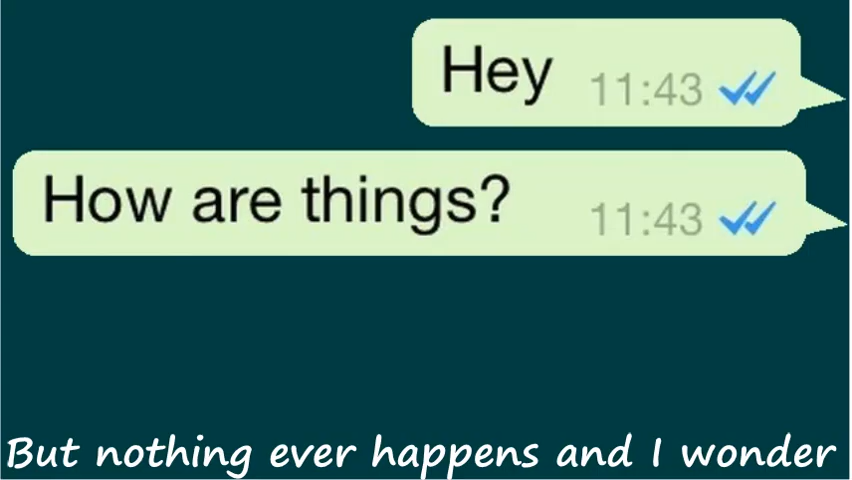 Hey 11:43
How are things? 11:43
But nothing ever happens and I wonder